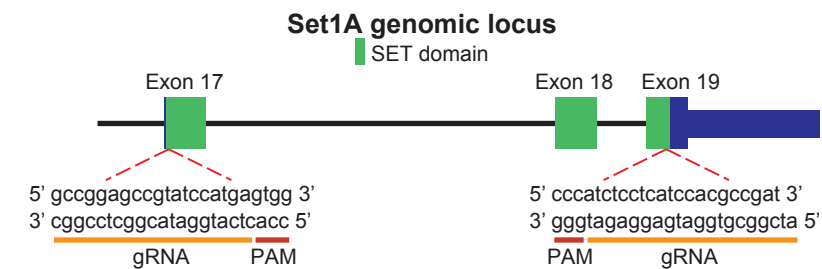 Set1A genomic locus
SET domain
Exon 17 Exon 18 Exon 19
5’ gccggagccgtatccatgagtgg 3’ 5’ cccatctcctcatccacgccgat 3’
3’ cggcctcggcataggtactcacc 5’ 3’ gggtagaggagtaggtgcggcta 5’
gRNA PAM PAM gRNA